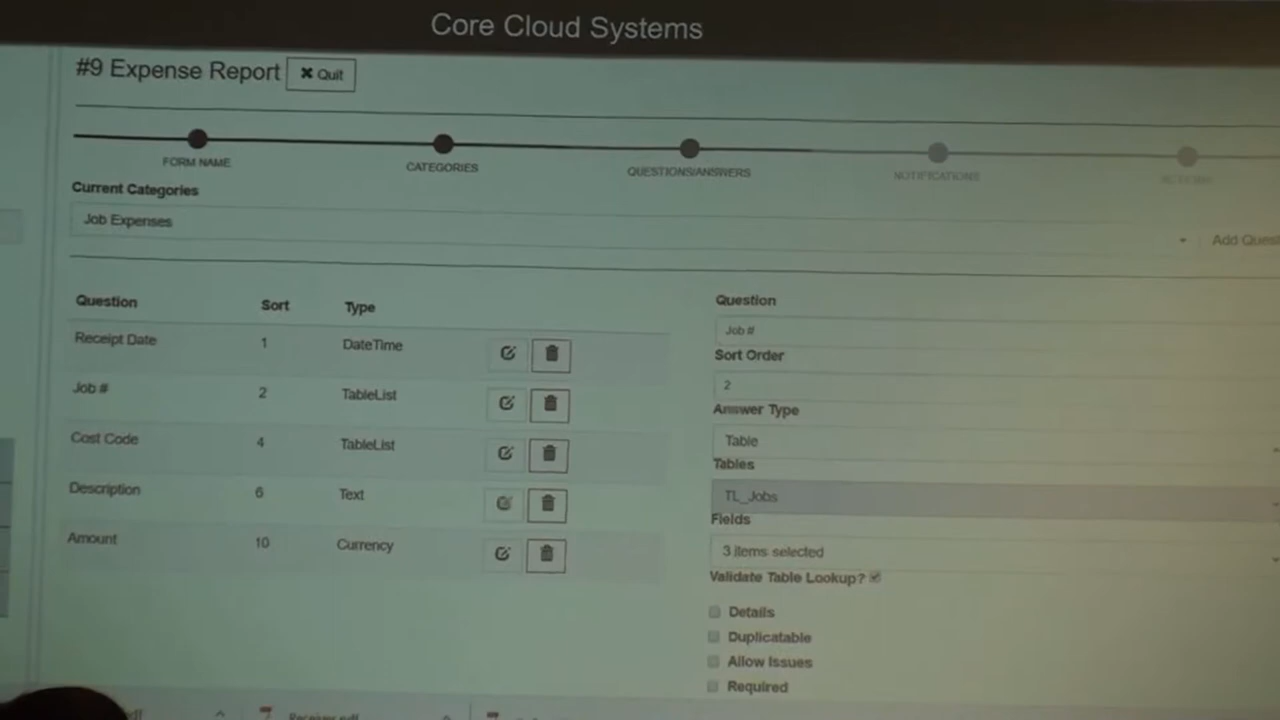 Core Cloud Systems
#9 Expense Report ✖ Quit
FORM NAME CATEGORIES QUESTIONS/ANSWERS NOTIFICATIONS
Current Categories
Job Expenses
Add
Question Sort Type
Receipt Date 1 DateTime
Job # 2 TableList
Cost Code 4 TableList
Description 6 Text
Amount 10 Currency
Question
Job #
Sort Order
2
Answer Type
Table
Tables
TL_Jobs
Fields
3 items selected
Validate Table Lookup?
Details
Duplicatable
Allow Issues
Required